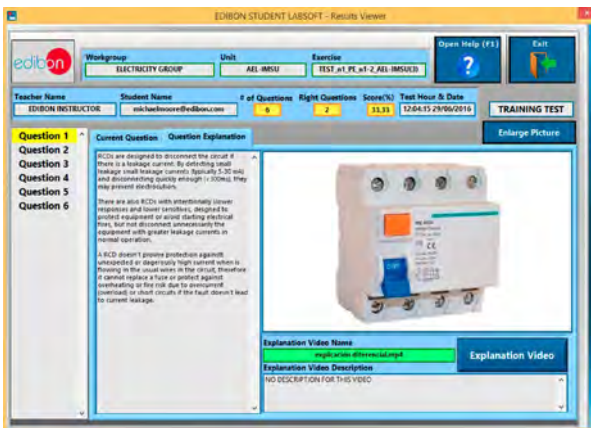 EDIBON STUDENT LABSOFT - Results Viewer
edibon
Workgroup
Unit
Exercise
ELECTRICITY GROUP
AEL-IMSU
TEST_n1_PE_n1-2_AEL-IMSU(3)
Open Help (F1)
?
Exit
Teacher Name
Student Name
# of Questions
Right Questions
Score(%)
Test Hour & Date
EDIBON INSTRUCTOR
michaelmoore@edibon.com
6
2
33,33
12:04:15 29/06/2016
TRAINING TEST
Enlarge Picture
Question 1
Question 2
Question 3
Question 4
Question 5
Question 6
Current Question
Question Explanation
RCDs are designed to disconnect the circuit if
there is a leakage current. By detecting small
leakage small leakage currents (typically 5-30 mA)
and disconnecting quickly enough (<300ms), they
may prevent electrocution.
There are also RCDs with intentionally slower
responses and lower sensitives, designed to
protect equipment or avoid starting electrical
fires, but not disconnect unnecessarily the
equipment with greater leakage currents in
normal operation.
A RCD doesn't provide protection against
unexpected or dagerously high current when is
flowing in the usual wires in the circuit, therefore
it cannot replace a fuse or protect against
overheating or fire risk due to overcurrent
(overload) or short circuits if the fault doesn't lead
to current leakage.
Explanation Video Name
explicación diferencial.mp4
Explanation Video
Explanation Video Description
NO DESCRIPTION FOR THIS VIDEO